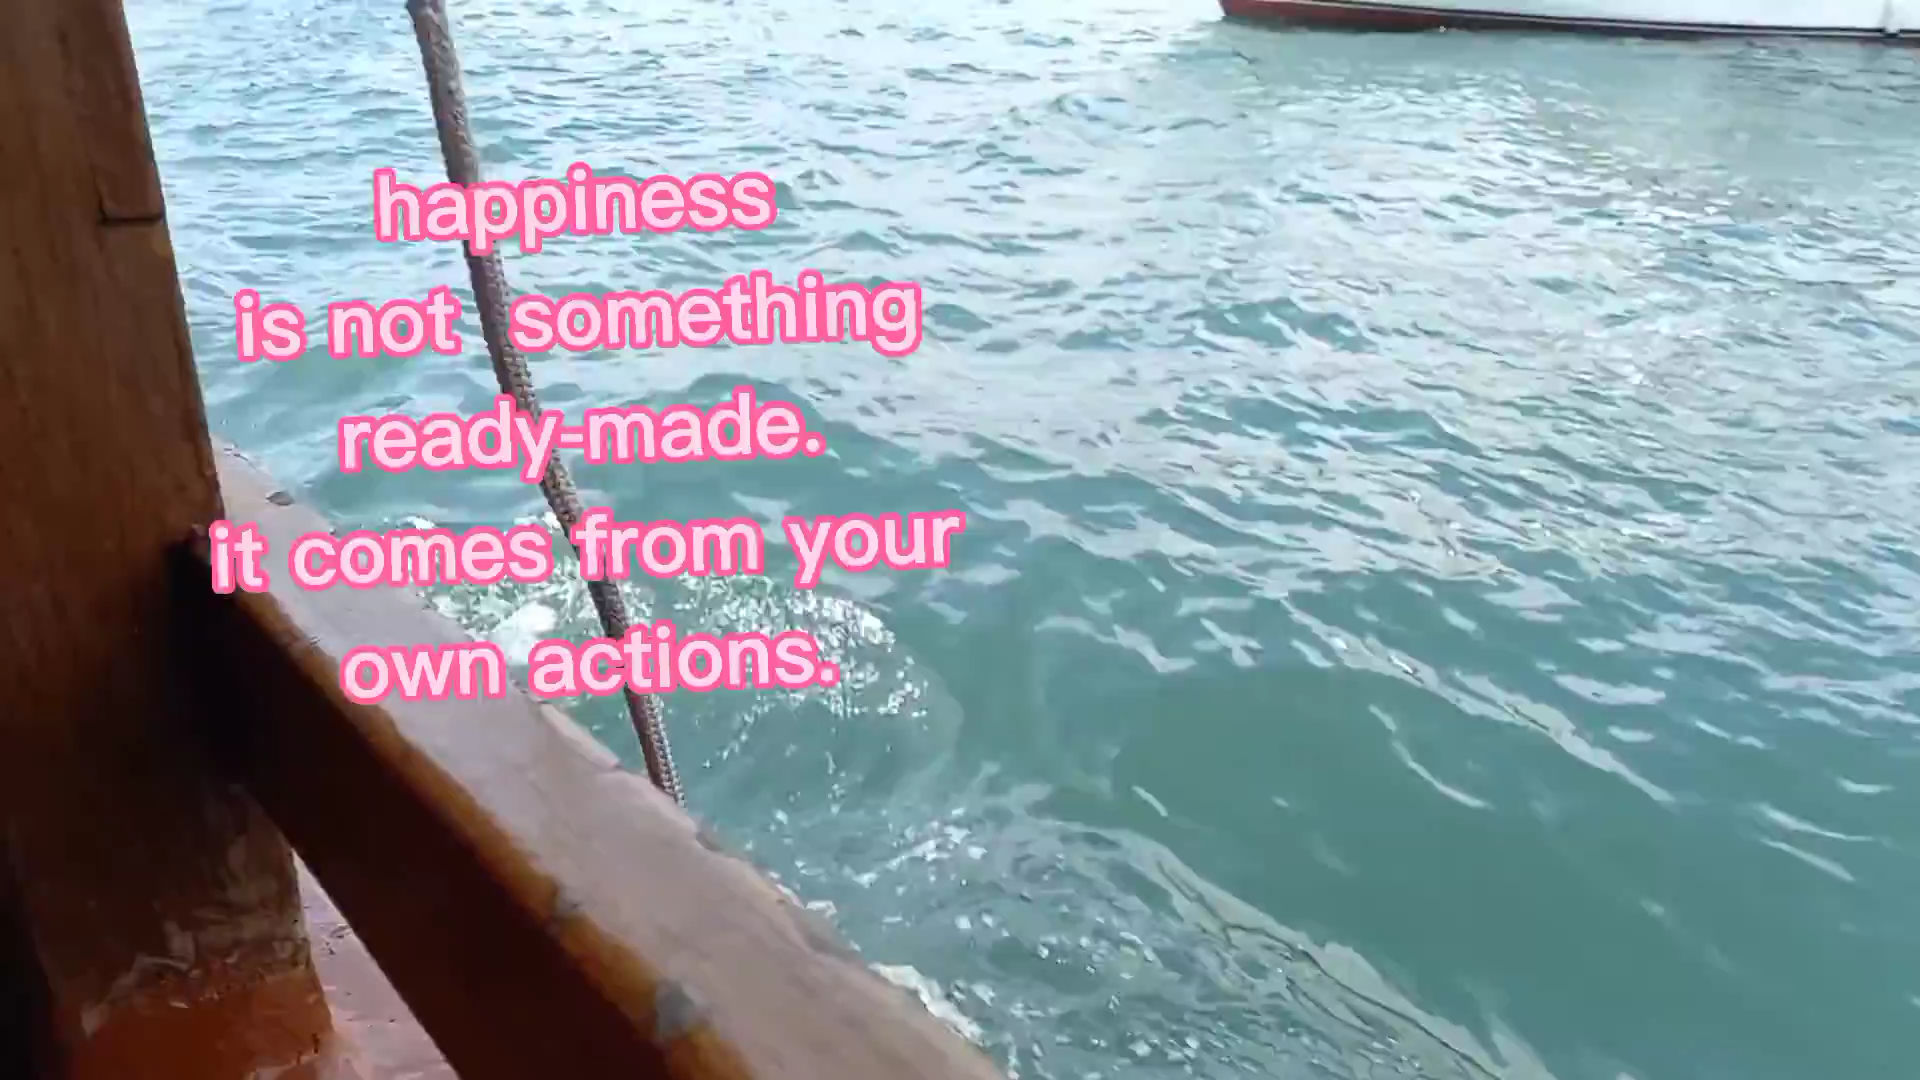 happiness
is not something
ready-made.
it comes from your
own actions.